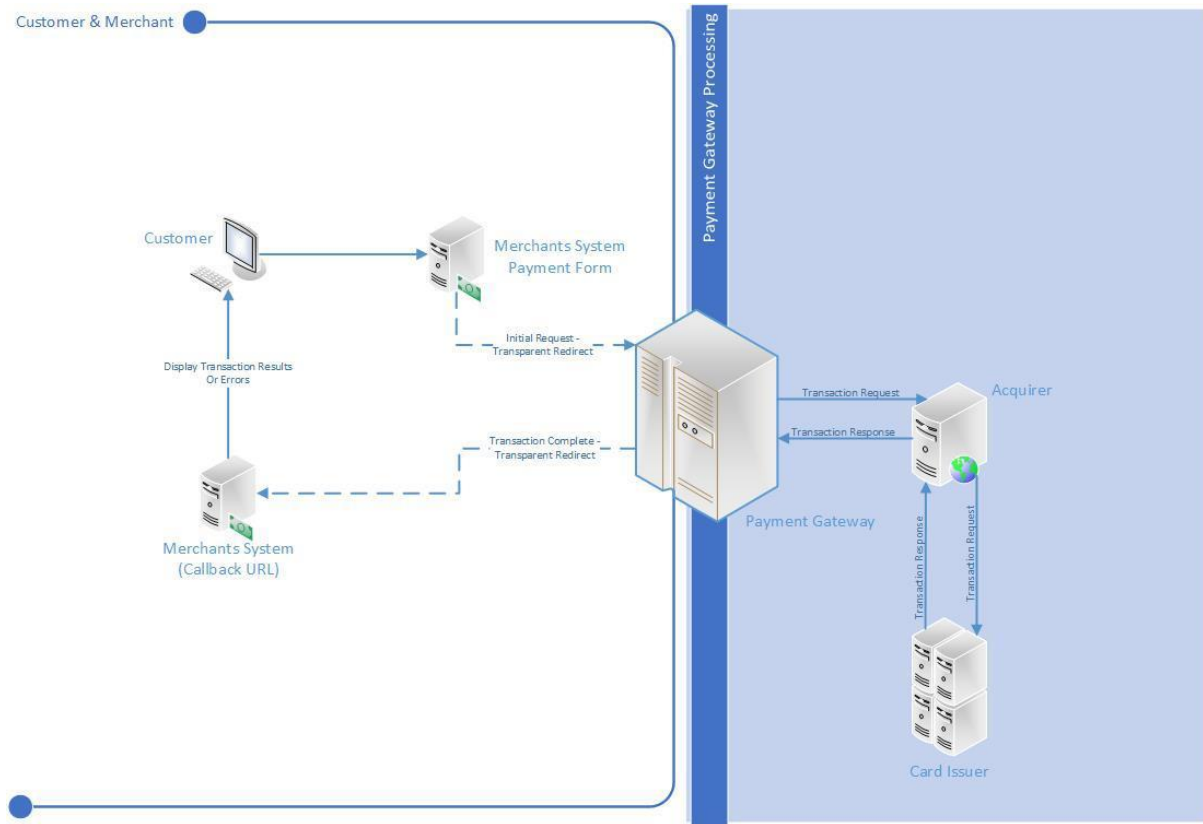 Customer & Merchant
Payment Gateway Processing
Customer
Merchants System
Payment Form
Initial Request -
Transparent Redirect
Display Transaction Results
Or Errors
Transaction Request
Acquirer
Transaction Response
Transaction Complete -
Transparent Redirect
Payment Gateway
Merchants System
(Callback URL)
Transaction Response
Transaction Request
Card Issuer